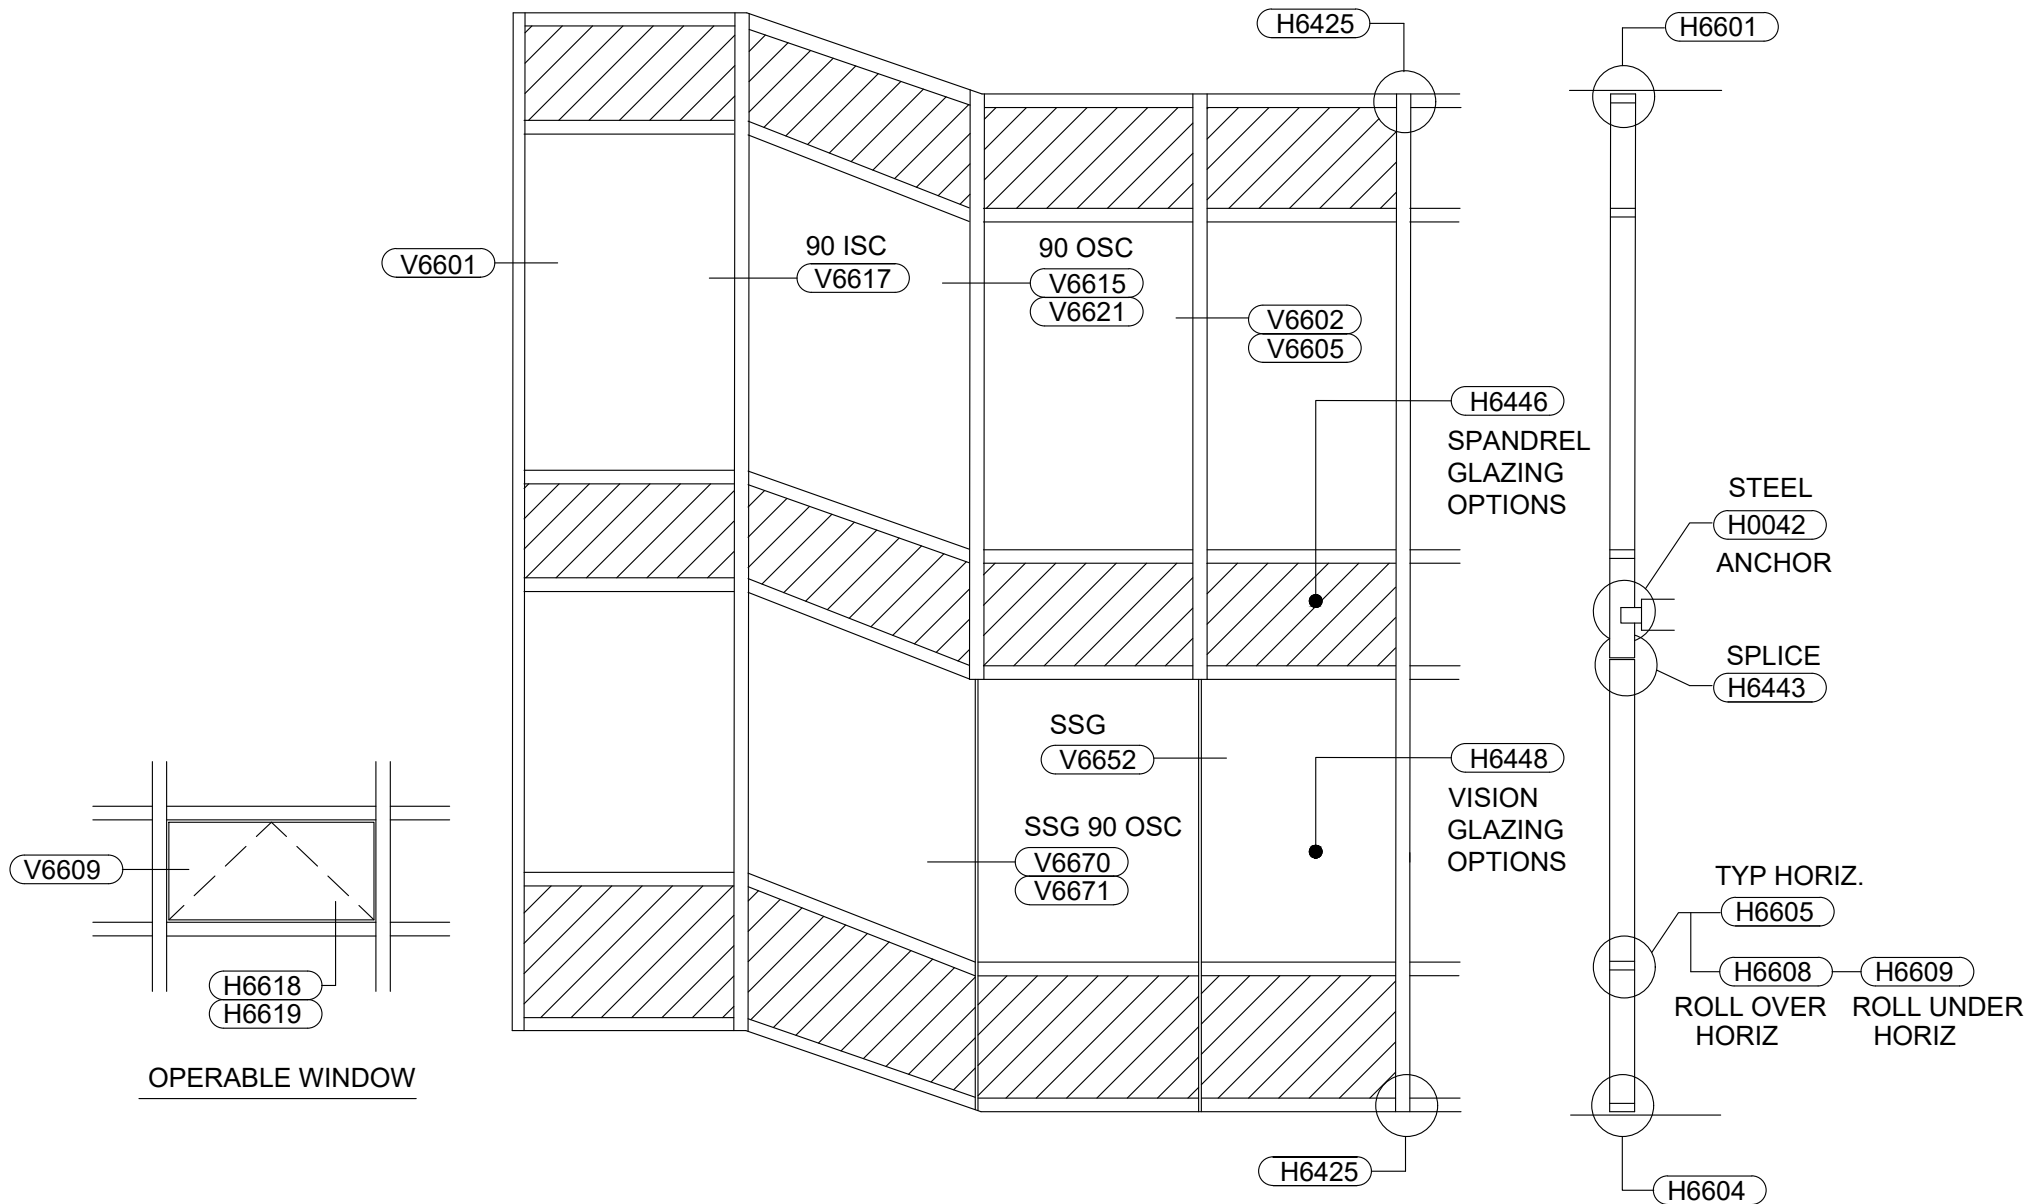 H6425
H6601
V6601
90 ISC
V6617
90 OSC
V6615
V6621
V6602
V6605
H6446
SPANDREL
GLAZING
OPTIONS
STEEL
H0042
ANCHOR
SPLICE
H6443
SSG
V6652
H6448
VISION
GLAZING
OPTIONS
SSG 90 OSC
V6670
V6671
V6609
H6618
H6619
OPERABLE WINDOW
TYP HORIZ.
H6605
H6608
H6609
ROLL OVER
HORIZ
ROLL UNDER
HORIZ
H6425
H6604